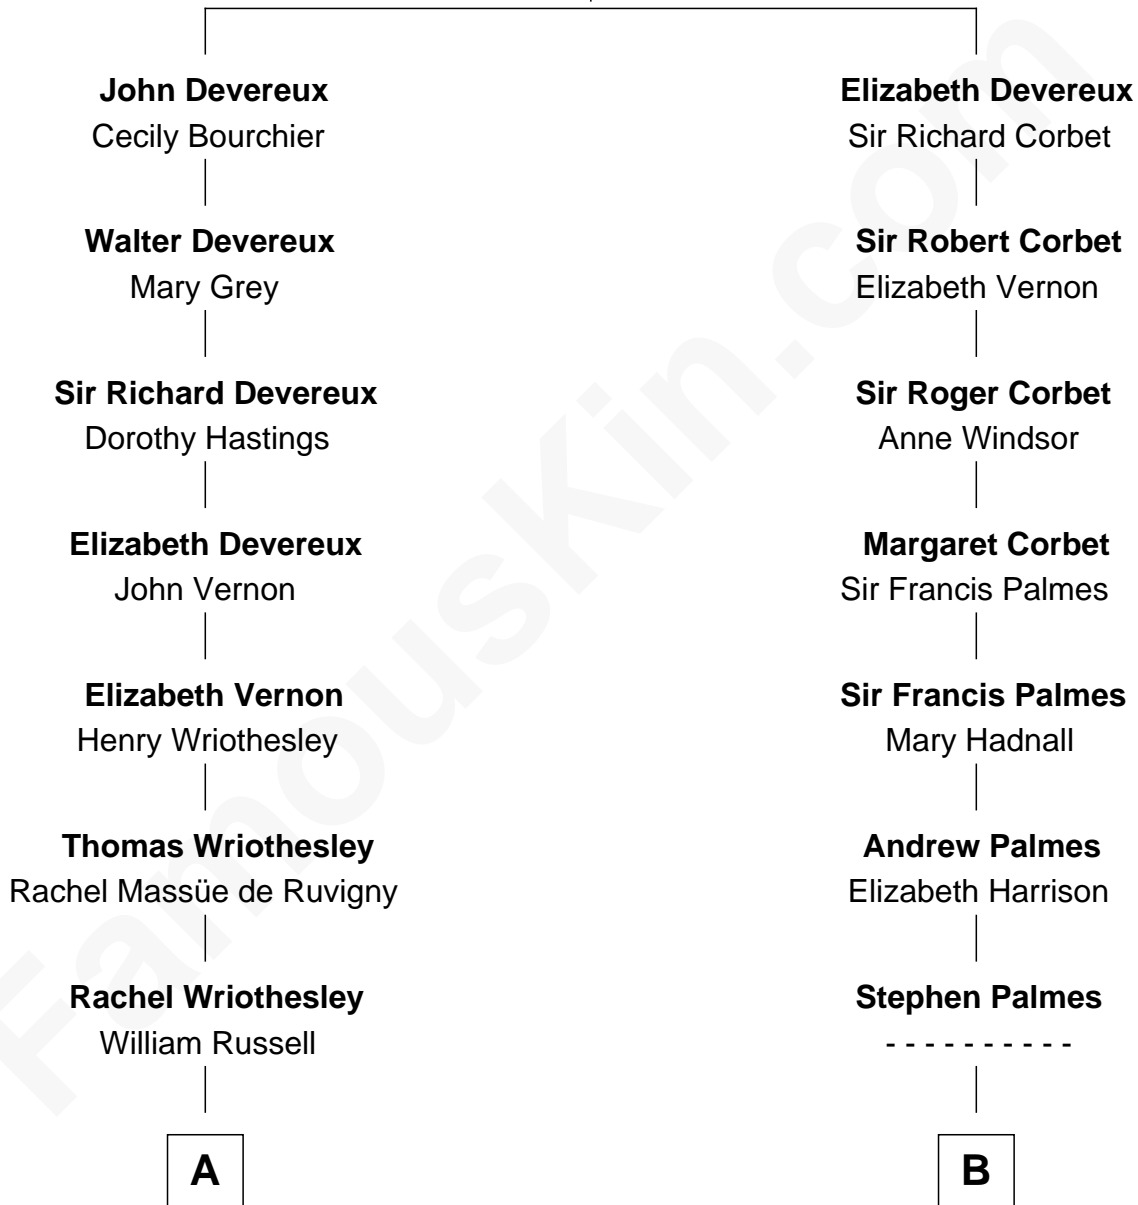 John Devereux
Cecily Bourchier
Walter Devereux
Mary Grey
Sir Richard Devereux
Dorothy Hastings
Elizabeth Devereux
John Vernon
Elizabeth Vernon
Henry Wriothesley
Thomas Wriothesley
Rachel Massüe de Ruvigny
Rachel Wriothesley
William Russell
A
Elizabeth Devereux
Sir Richard Corbet
Sir Robert Corbet
Elizabeth Vernon
Sir Roger Corbet
Anne Windsor
Margaret Corbet
Sir Francis Palmes
Sir Francis Palmes
Mary Hadnall
Andrew Palmes
Elizabeth Harrison
Stephen Palmes
- - - - - - - - - -
B
FamousKin.com